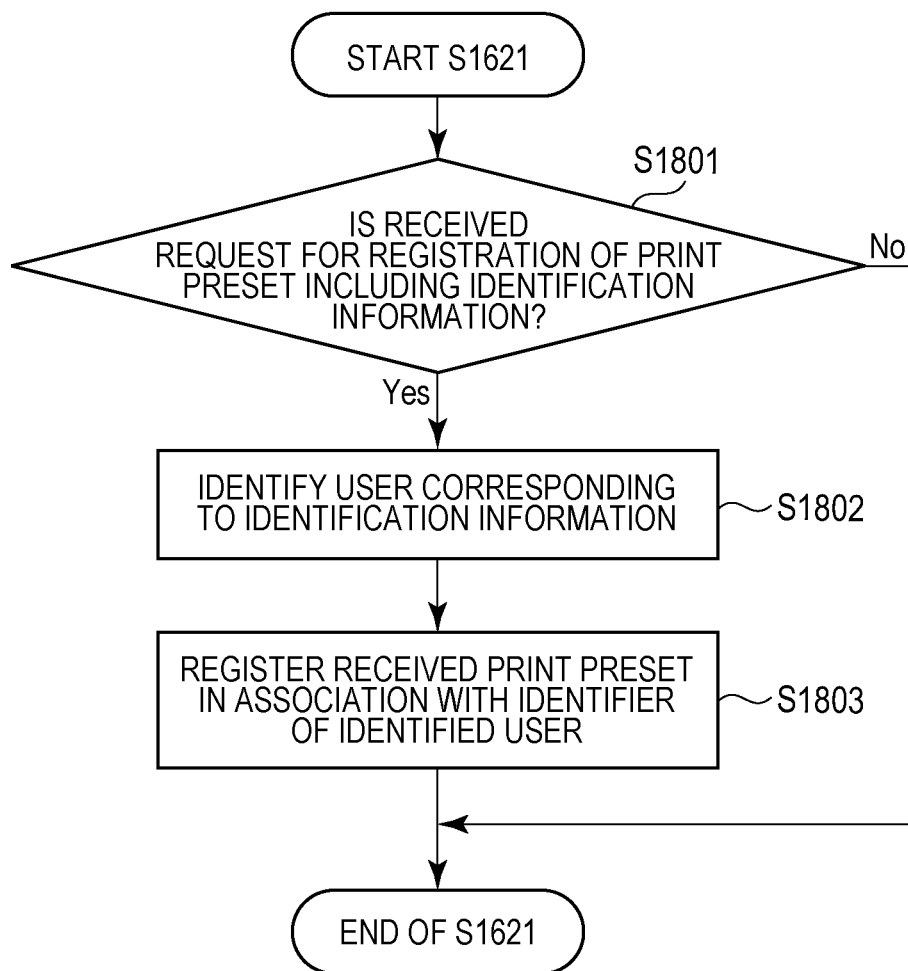 START S1621
S1801
IS RECEIVED
REQUEST FOR REGISTRATION OF PRINT
PRESET INCLUDING IDENTIFICATION
INFORMATION?
No
Yes
IDENTIFY USER CORRESPONDING
TO IDENTIFICATION INFORMATION
S1802
REGISTER RECEIVED PRINT PRESET
IN ASSOCIATION WITH IDENTIFIER
OF IDENTIFIED USER
S1803
END OF S1621